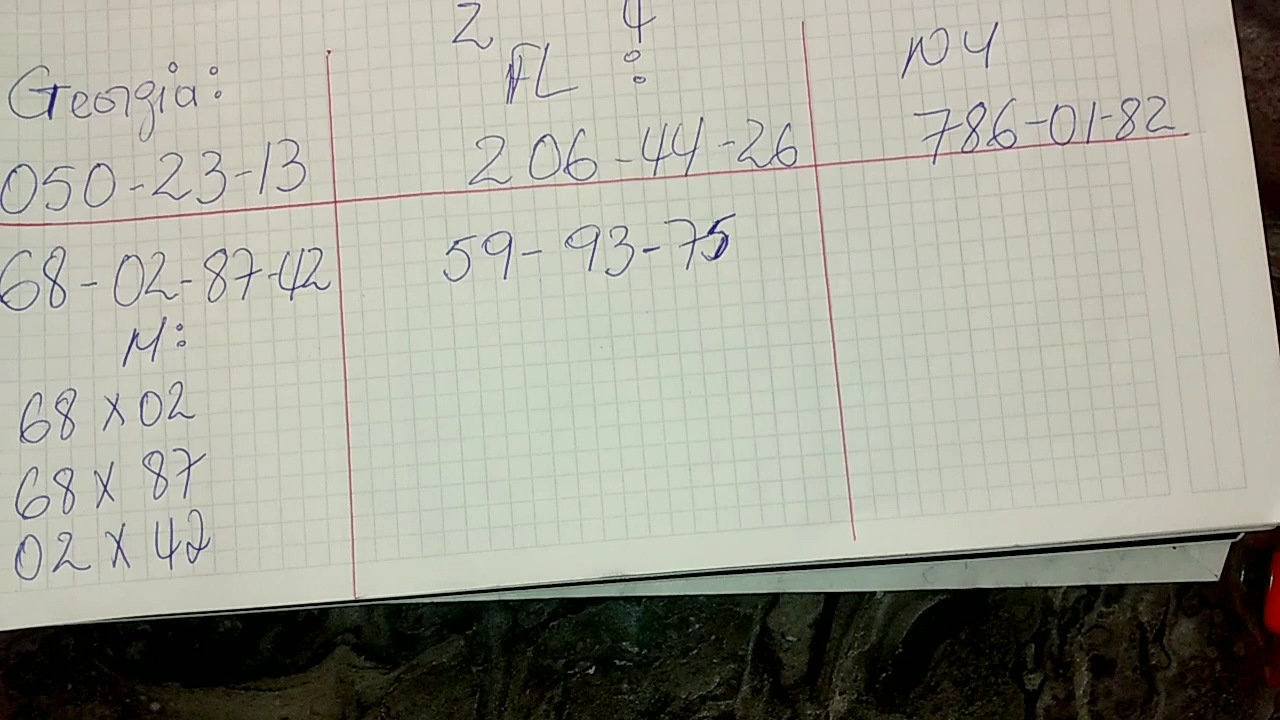 2 4
Georgia:
FL :
NY
050-23-13
206-44-26
786-01-82
68-02-87-42
59-93-75
M:
68 x 02
68 x 87
02 x 42